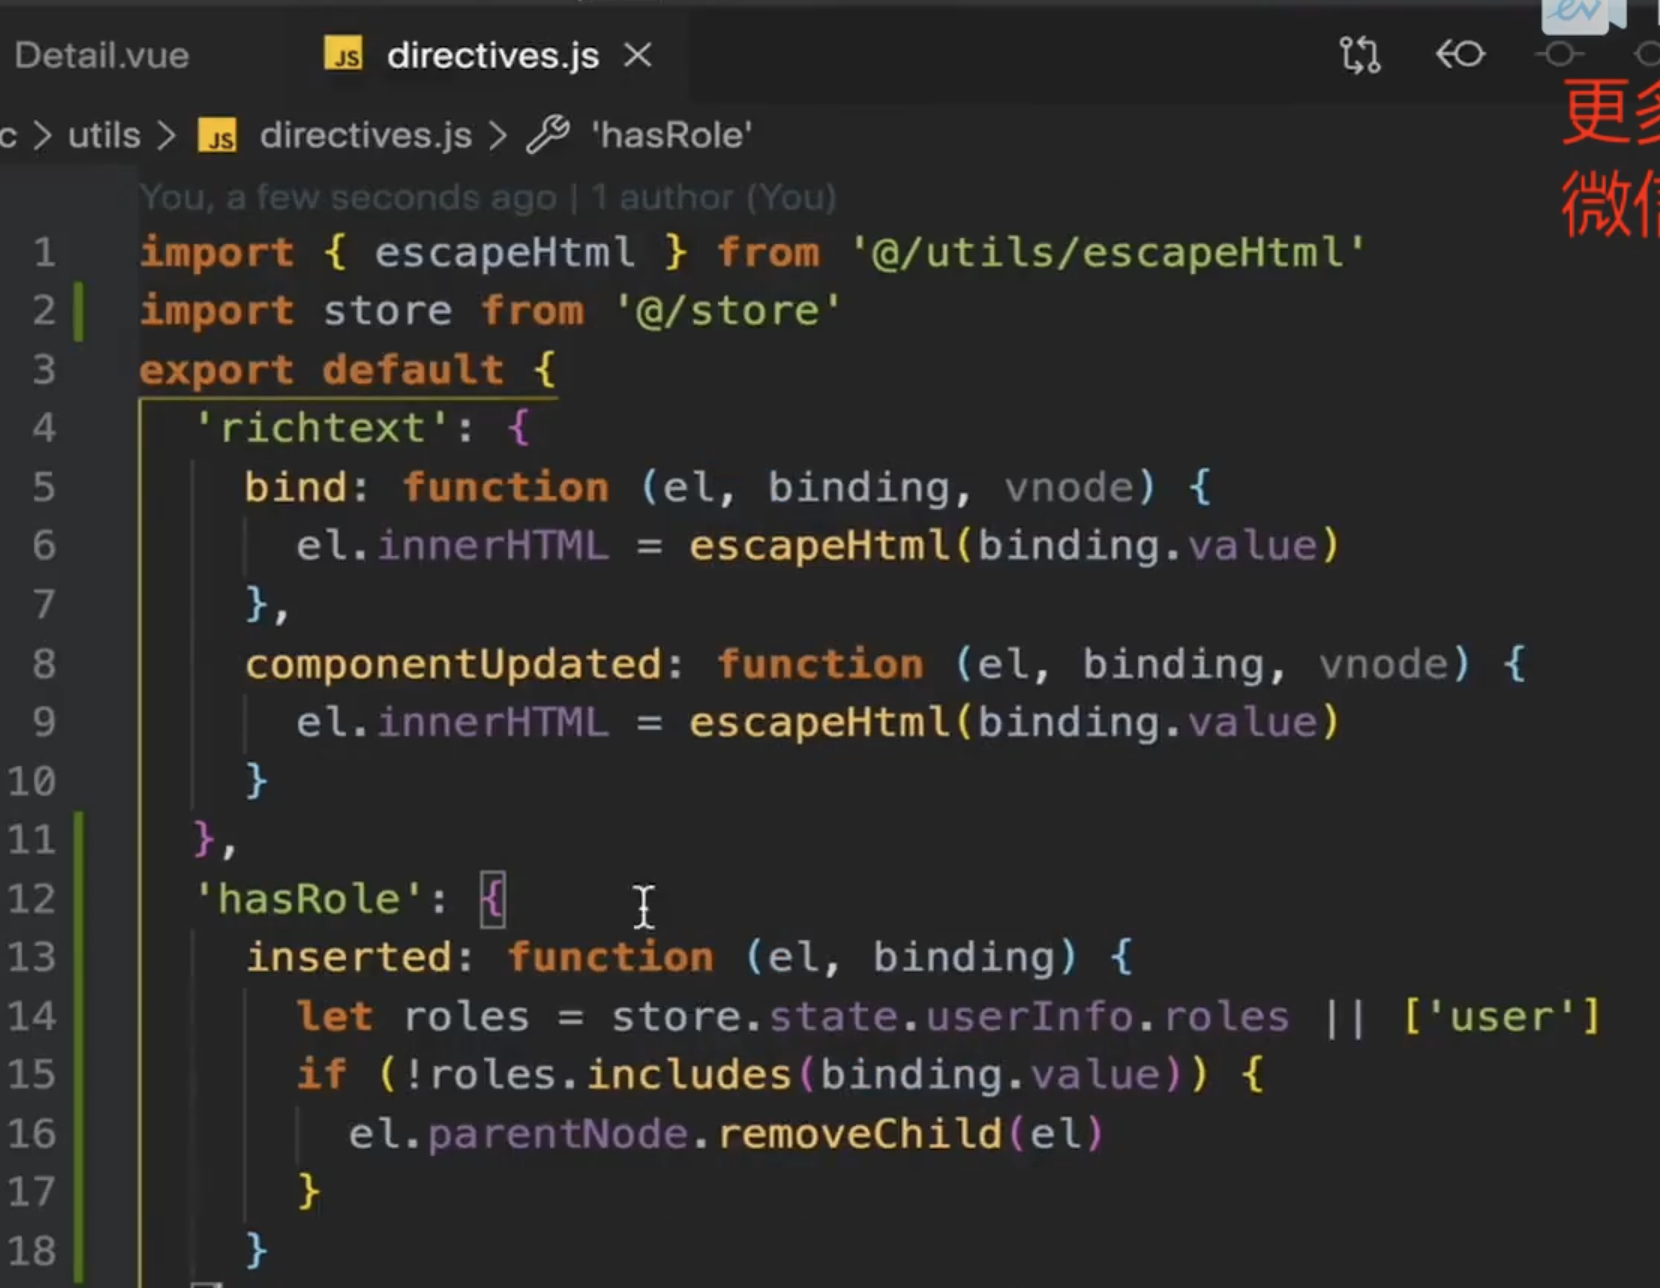 Detail.vue JS directives.js
c > utils > JS directives.js > 'hasRole'
更
微信
You, a few seconds ago | 1 author (You)
1 import { escapeHtml } from '@/utils/escapeHtml'
2 import store from '@/store'
3 export default {
4 'richtext': {
5 bind: function (el, binding, vnode) {
6 el.innerHTML = escapeHtml(binding.value)
7 },
8 componentUpdated: function (el, binding, vnode) {
9 el.innerHTML = escapeHtml(binding.value)
10 }
11 },
12 'hasRole': {
13 inserted: function (el, binding) {
14 let roles = store.state.userInfo.roles || ['user']
15 if (!roles.includes(binding.value)) {
16 el.parentNode.removeChild(el)
17 }
18 }